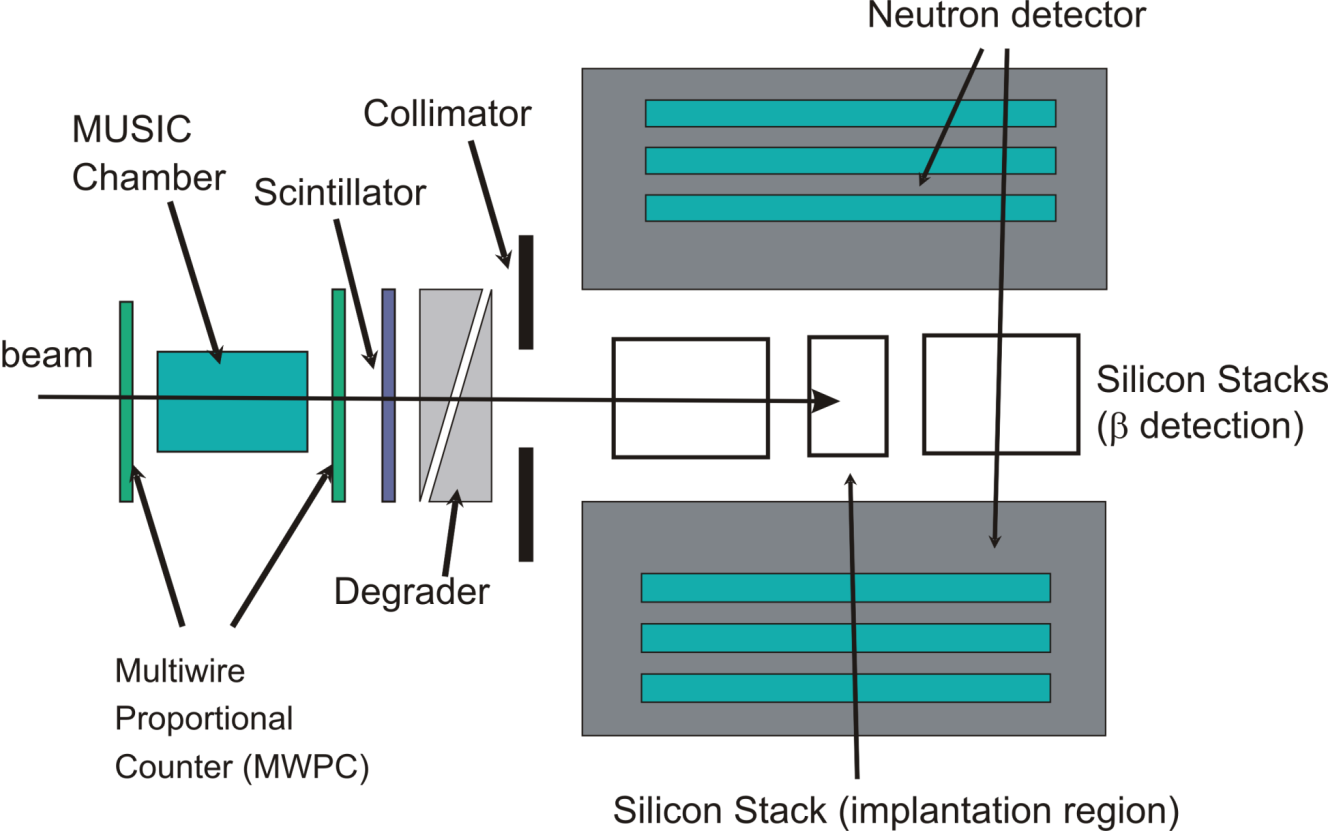 Neutron detector
Collimator
MUSIC
Chamber
Scintillator
beam
Silicon Stacks
(β detection)
Degrader
Multiwire
Proportional
Counter (MWPC)
Silicon Stack (implantation region)